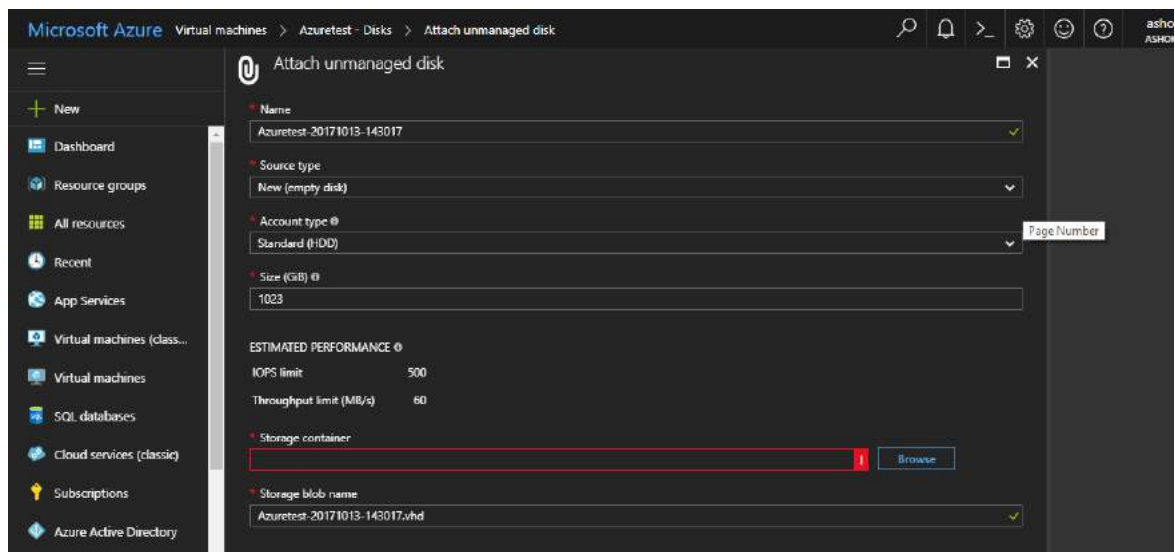 Microsoft Azure Virtual machines > Azuretest - Disks > Attach unmanaged disk
Attach unmanaged disk
New
Dashboard
Resource groups
All resources
Recent
App Services
Virtual machines (class...
Virtual machines
SQL databases
Cloud services (classic)
Subscriptions
Azure Active Directory
* Name
Azuretest-20171013-143017
* Source type
New (empty disk)
* Account type
Standard (HDD)
Page Number
* Size (GiB)
1023
ESTIMATED PERFORMANCE
IOPS limit 500
Throughput limit (MB/s) 60
* Storage container
Browse
* Storage blob name
Azuretest-20171013-143017.vhd